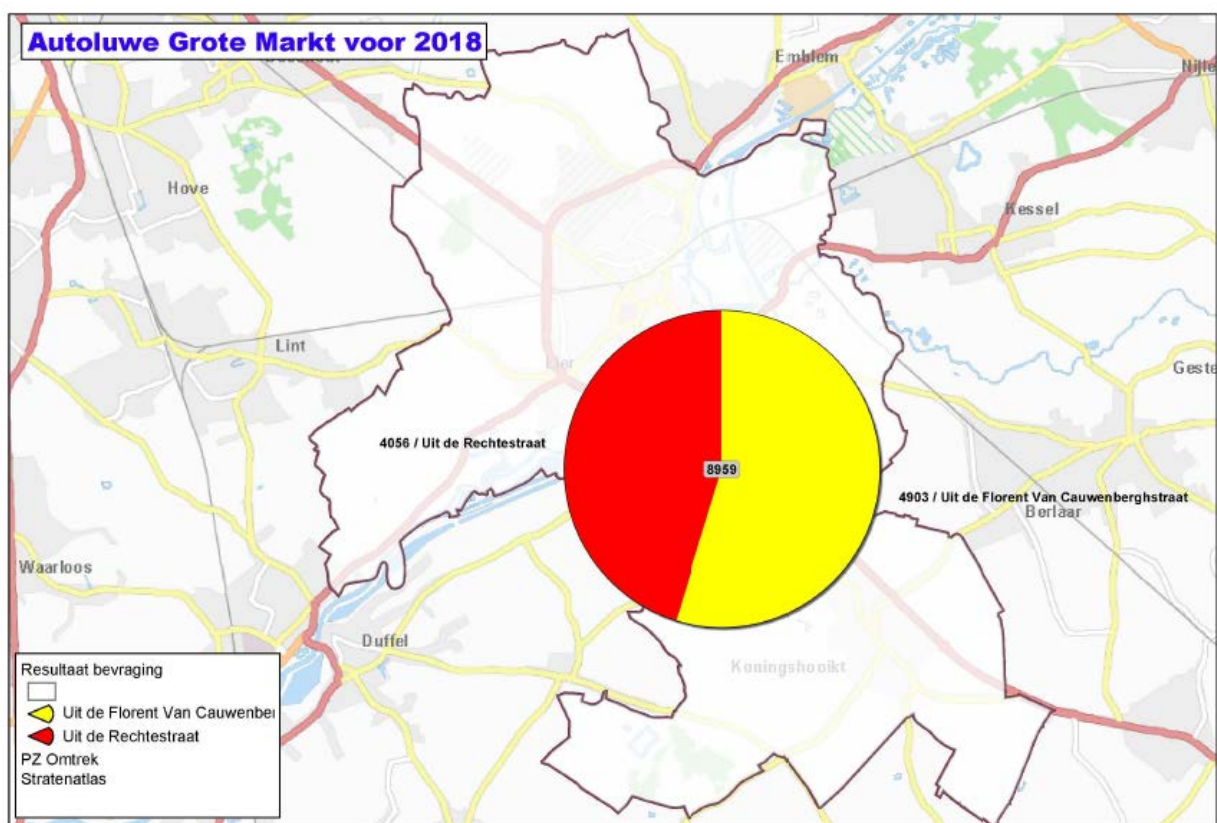 Autoluwe Grote Markt voor 2018
Emblem
Nijle
Hove
Kessel
Lint
Geste
Lier
4056 / Uit de Rechtestraat
8959
4903 / Uit de Florent Van Cauwenberghstraat
Berlaar
Waarloos
Duffel
Koningshooikt
Resultaat bevraging
Uit de Florent Van Cauwenber
Uit de Rechtestraat
PZ Omtrek
Stratenatlas